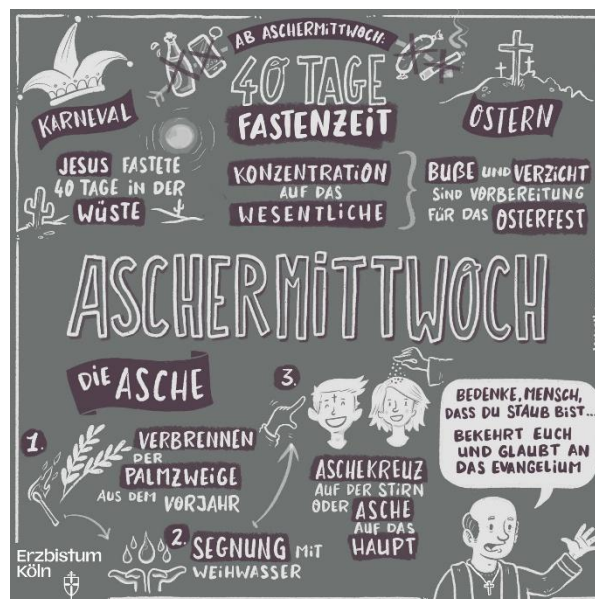 AB ASCHERMITTWOCH:
40 TAGE
FASTENZEIT
KARNEVAL
OSTERN
JESUS FASTETE
40 TAGE IN DER
WÜSTE
KONZENTRATION
AUF DAS
WESENTLICHE
BUẞE UND VERZICHT
SIND VORBEREITUNG
FÜR DAS OSTERFEST
ASCHERMITTWOCH
DIE ASCHE
1.
VERBRENNEN
DER
PALMZWEIGE
AUS DEM VORJAHR
2. SEGNUNG MIT
WEIHWASSER
3.
ASCHEKREUZ
AUF DER STIRN
ODER ASCHE
AUF DAS
HAUPT
BEDENKE, MENSCH,
DASS DU STAUB BIST...
BEKEHRT EUCH
UND GLAUBT AN
DAS EVANGELIUM
Erzbistum
Köln